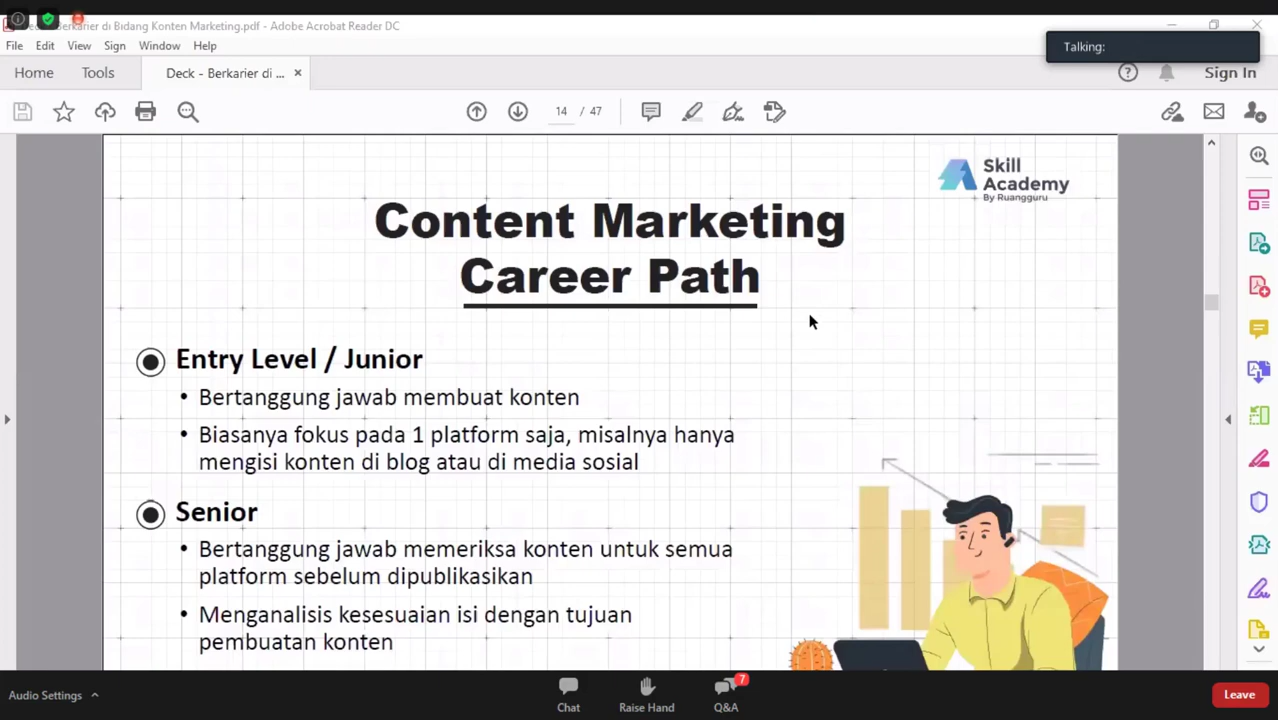 Berkarier di Bidang Konten Marketing.pdf - Adobe Acrobat Reader DC
File Edit View Sign Window Help
Talking:
Home Tools Deck - Berkarier di ... Sign In
14 / 47
Skill
Academy
By Ruangguru
Content Marketing
Career Path
Entry Level / Junior
• Bertanggung jawab membuat konten
• Biasanya fokus pada 1 platform saja, misalnya hanya
mengisi konten di blog atau di media sosial
Senior
• Bertanggung jawab memeriksa konten untuk semua
platform sebelum dipublikasikan
• Menganalisis kesesuaian isi dengan tujuan
pembuatan konten
Audio Settings
Chat
Raise Hand
7
Q&A
Leave